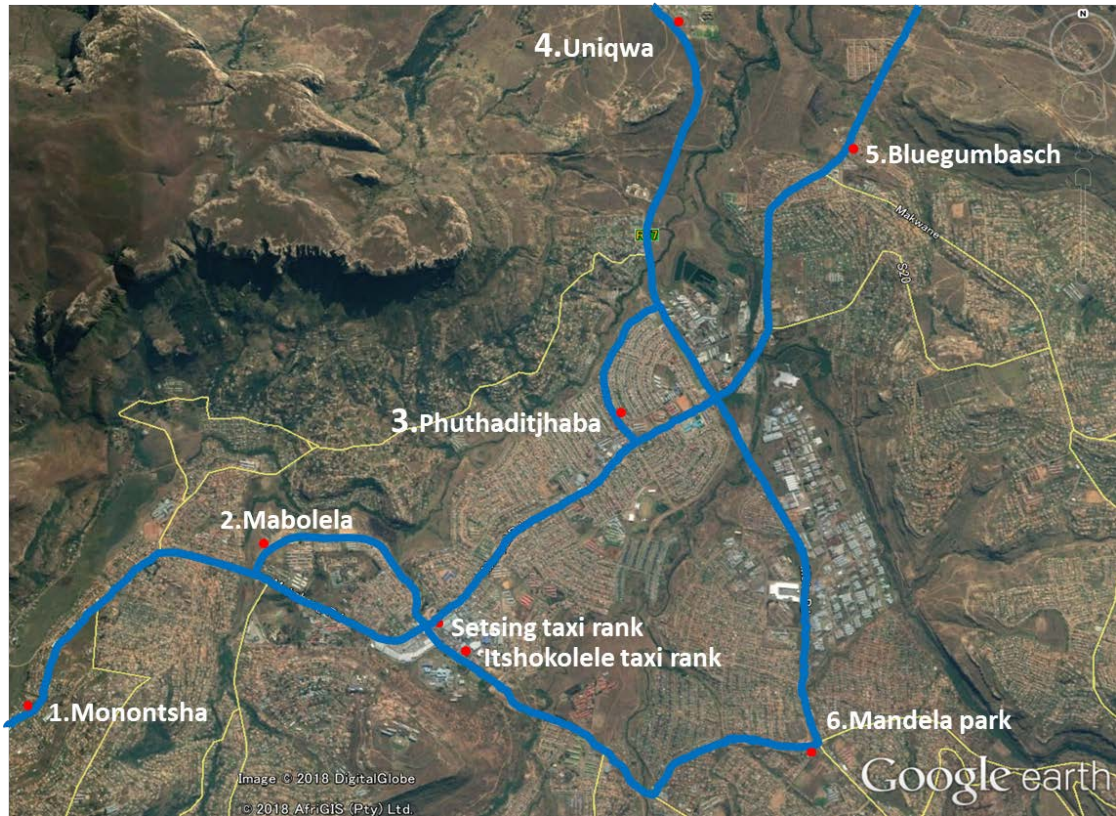 N
4.Uniqwa
5.Bluegumbasch
Makwane
S20
3.Phuthaditjhaba
2.Mabolela
Setsing taxi rank
Itshokolele taxi rank
1.Monontsha
6.Mandela park
Google earth
Image © 2018 DigitalGlobe
© 2018 AfriGIS (Pty) Ltd.